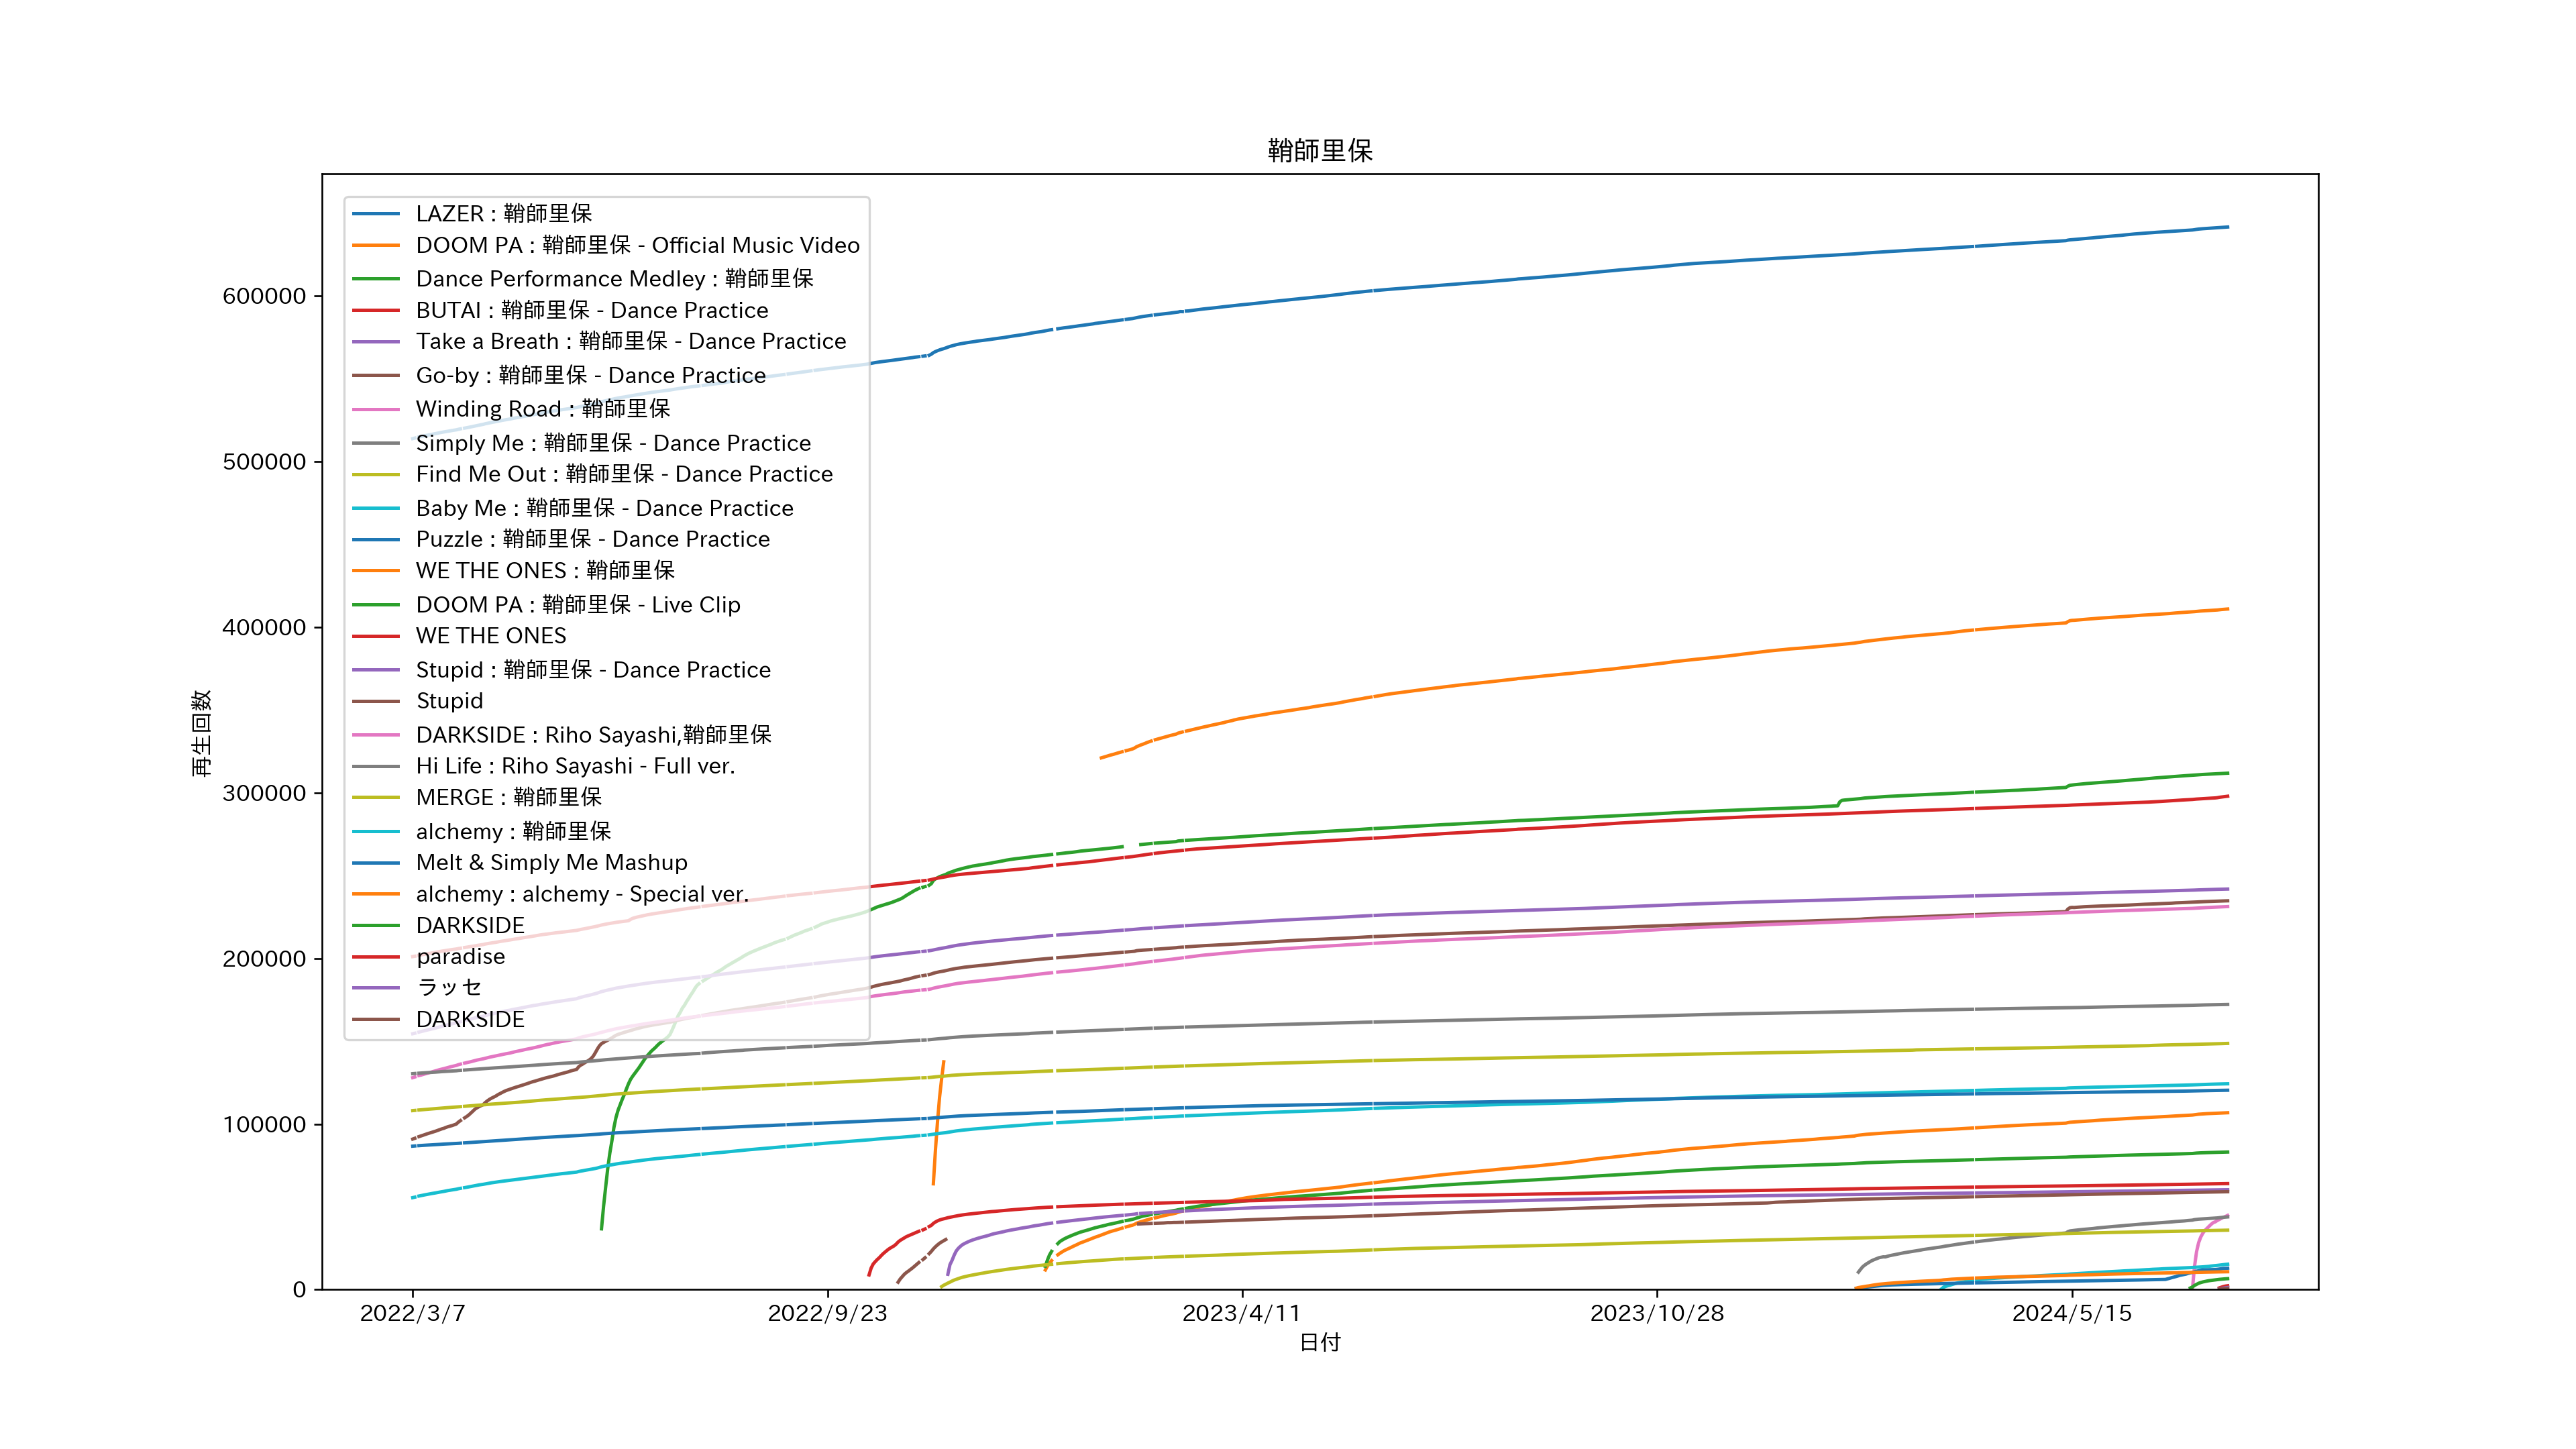 鞘師里保
LAZER : 鞘師里保
DOOM PA : 鞘師里保 - Official Music Video
Dance Performance Medley : 鞘師里保
BUTAI : 鞘師里保 - Dance Practice
Take a Breath : 鞘師里保 - Dance Practice
Go-by : 鞘師里保 - Dance Practice
Winding Road : 鞘師里保
Simply Me : 鞘師里保 - Dance Practice
Find Me Out : 鞘師里保 - Dance Practice
Baby Me : 鞘師里保 - Dance Practice
Puzzle : 鞘師里保 - Dance Practice
WE THE ONES : 鞘師里保
DOOM PA : 鞘師里保 - Live Clip
WE THE ONES
Stupid : 鞘師里保 - Dance Practice
Stupid
DARKSIDE : Riho Sayashi,鞘師里保
Hi Life : Riho Sayashi - Full ver.
MERGE : 鞘師里保
alchemy : 鞘師里保
Melt & Simply Me Mashup
alchemy : alchemy - Special ver.
DARKSIDE
paradise
ラッセ
DARKSIDE
600000
500000
400000
300000
200000
100000
0
再生回数
2022/3/7
2022/9/23
2023/4/11
2023/10/28
2024/5/15
日付